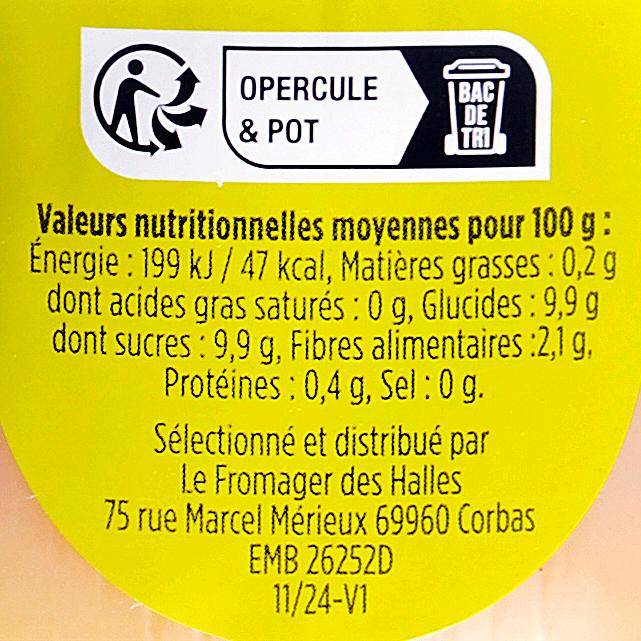 OPERCULE
& POT
BAC
DE
TRI
Valeurs nutritionnelles moyennes pour 100 g :
Énergie : 199 kJ / 47 kcal, Matières grasses : 0,2 g
dont acides gras saturés : 0 g, Glucides : 9,9 g
dont sucres : 9,9 g, Fibres alimentaires :2,1 g,
Protéines : 0,4 g, Sel : 0 g.
Sélectionné et distribué par
Le Fromager des Halles
75 rue Marcel Mérieux 69960 Corbas
EMB 26252D
11/24-V1